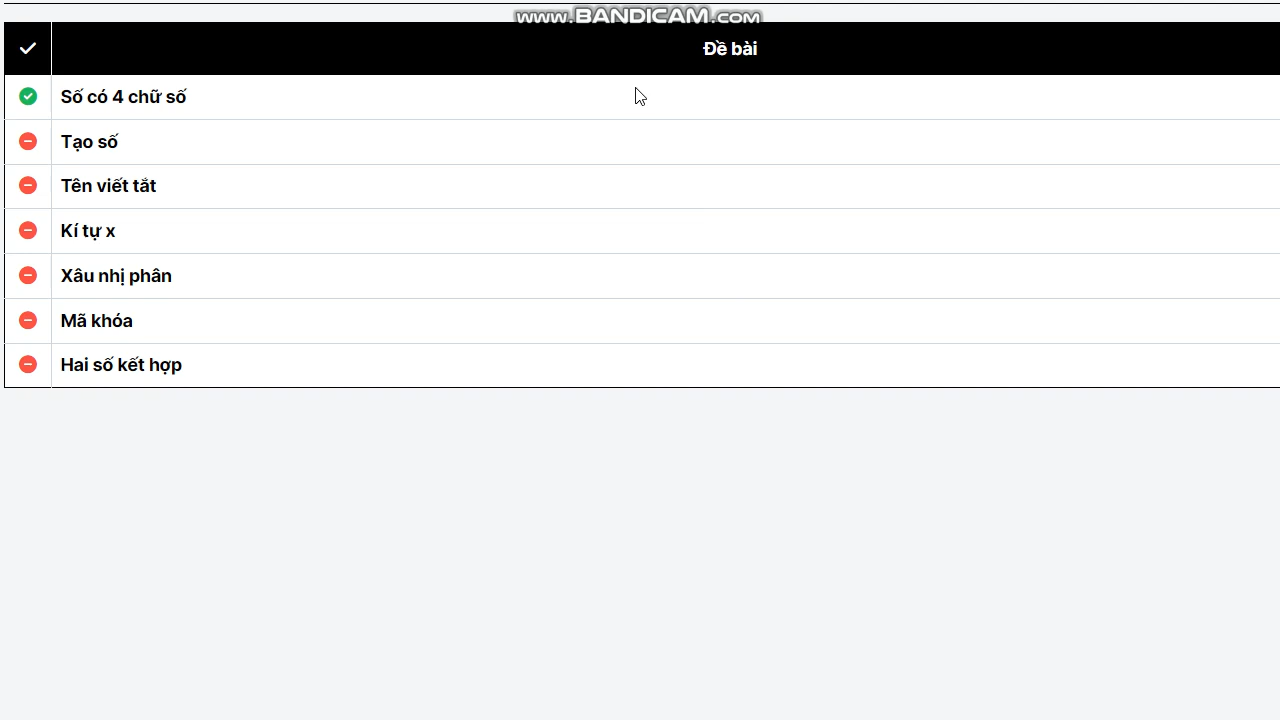 www.BANDICAM.com
Đề bài
Số có 4 chữ số
Tạo số
Tên viết tắt
Kí tự x
Xâu nhị phân
Mã khóa
Hai số kết hợp